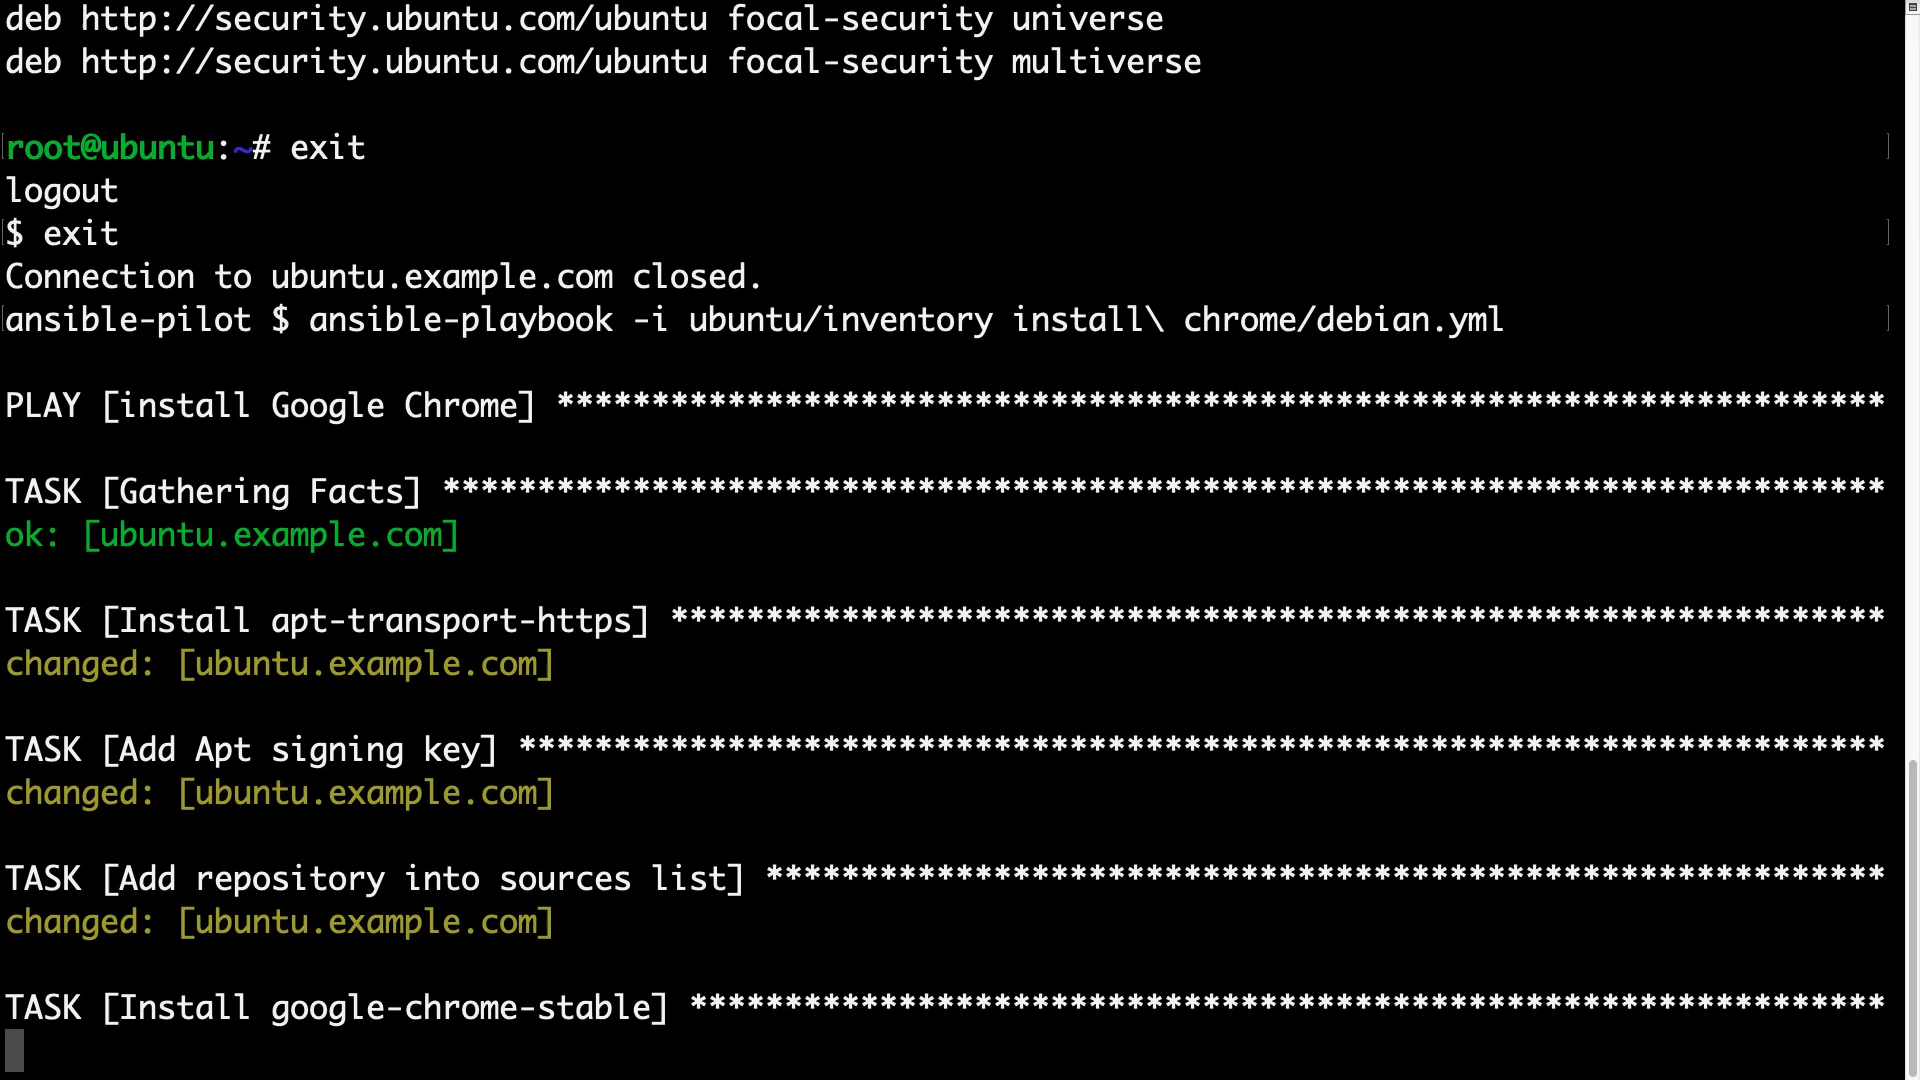 deb http://security.ubuntu.com/ubuntu focal-security universe
deb http://security.ubuntu.com/ubuntu focal-security multiverse
[root@ubuntu:~# exit ]
logout
[$ exit ]
Connection to ubuntu.example.com closed.
[ansible-pilot $ ansible-playbook -i ubuntu/inventory install\ chrome/debian.yml ]
PLAY [install Google Chrome] **********************************************************************
TASK [Gathering Facts] ****************************************************************************
ok: [ubuntu.example.com]
TASK [Install apt-transport-https] ****************************************************************
changed: [ubuntu.example.com]
TASK [Add Apt signing key] ************************************************************************
changed: [ubuntu.example.com]
TASK [Add repository into sources list] ***********************************************************
changed: [ubuntu.example.com]
TASK [Install google-chrome-stable] ***************************************************************